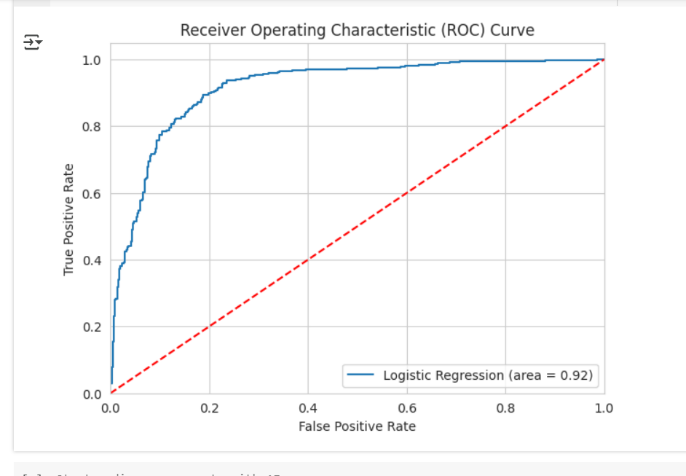 Receiver Operating Characteristic (ROC) Curve
1.0
0.8
0.6
0.4
0.2
0.0
True Positive Rate
Logistic Regression (area = 0.92)
0.0 0.2 0.4 0.6 0.8 1.0
False Positive Rate